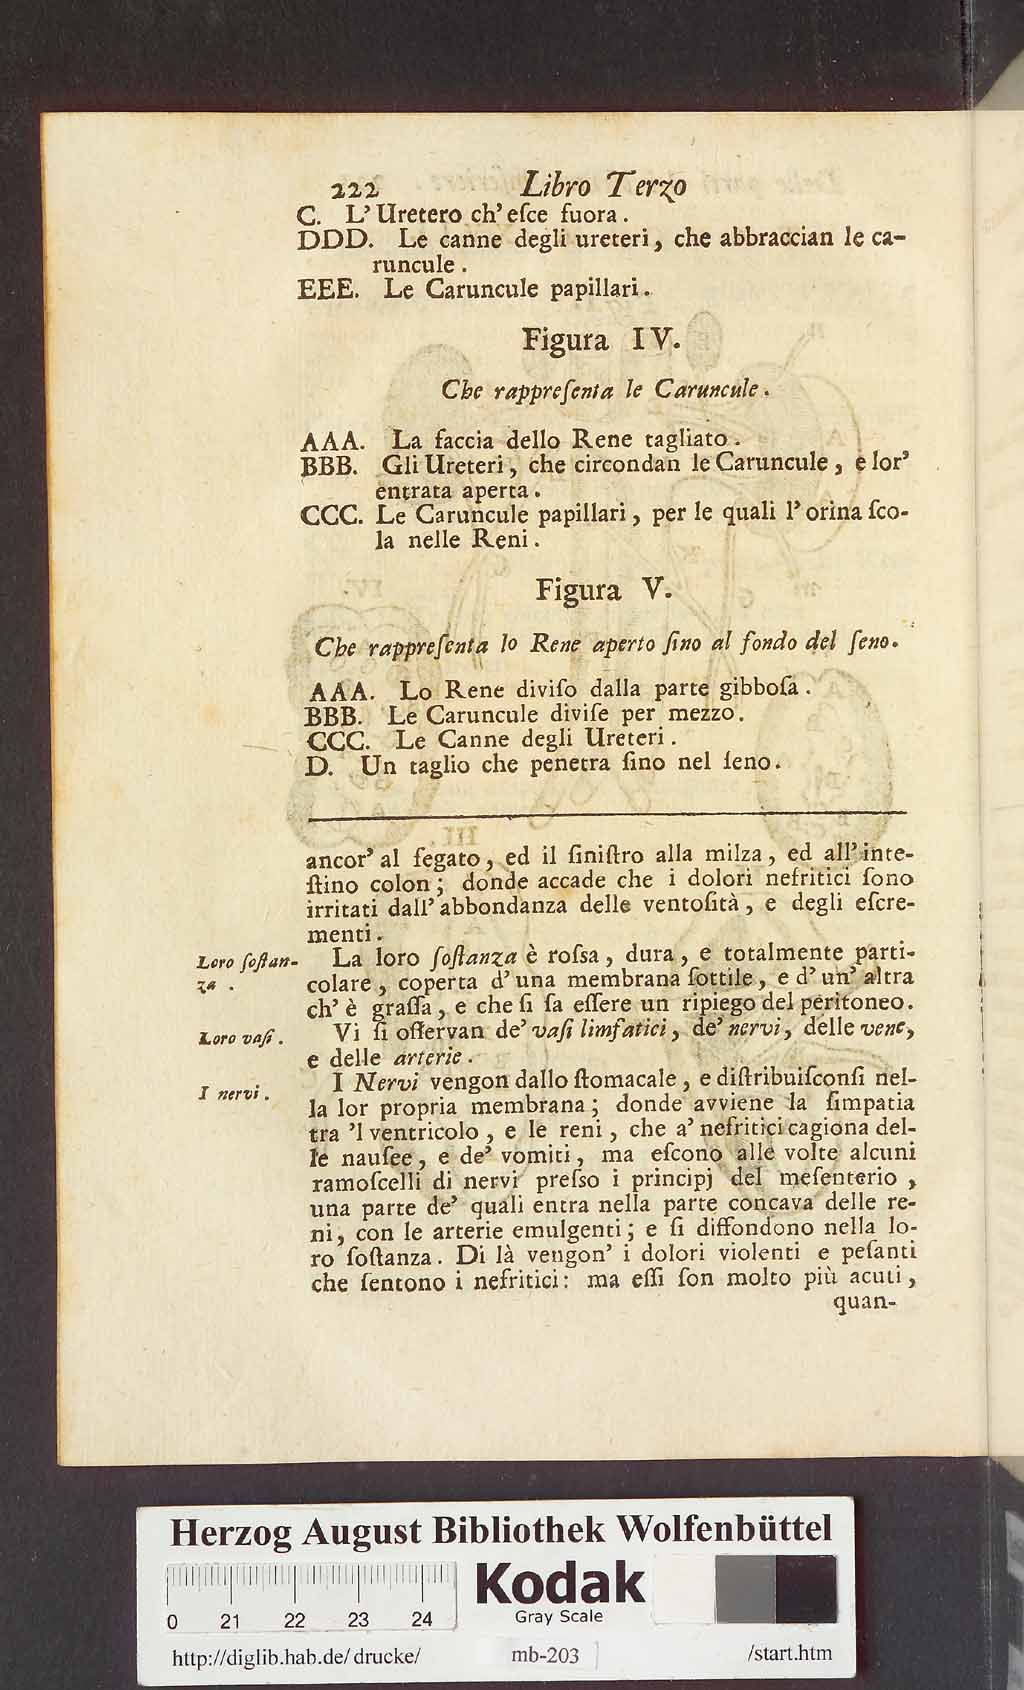 222 Libro Terzo
C. L' Uretero ch' eſce fuora.
DDD. Le canne degli ureteri, che abbraccian le ca-
runcule.
EEE. Le Caruncule papillari.
Figura IV.
Che rappreſenta le Caruncule.
AAA. La faccia dello Rene tagliato.
BBB. Gli Ureteri, che circondan le Caruncule, e lor'
entrata aperta.
CCC. Le Caruncule papillari, per le quali l' orina ſco-
la nelle Reni.
Figura V.
Che rappreſenta lo Rene aperto ſino al fondo del ſeno.
AAA. Lo Rene diviſo dalla parte gibboſa.
BBB. Le Caruncule diviſe per mezzo.
CCC. Le Canne degli Ureteri.
D. Un taglio che penetra ſino nel ſeno.
ancor' al fegato, ed il ſiniſtro alla milza, ed all' inte-
ſtino colon; donde accade che i dolori nefritici ſono
irritati dall' abbondanza delle ventoſità, e degli eſcre-
menti.
Loro ſoſtan-
za.
La loro ſoſtanza è roſsa, dura, e totalmente parti-
colare, coperta d' una membrana ſottile, e d' un' altra
ch' è graſſa, e che ſi ſa eſſere un ripiego del peritoneo.
Loro vaſi.
Vi ſi oſſervan de' vaſi limfatici, de' nervi, delle vene,
e delle arterie.
I nervi.
I Nervi vengon dallo ſtomacale, e diſtribuiſconſi nel-
la lor propria membrana; donde avviene la ſimpatia
tra 'l ventricolo, e le reni, che a' nefritici cagiona del-
le nauſee, e de' vomiti, ma eſcono alle volte alcuni
ramoſcelli di nervi preſso i principj del meſenterio,
una parte de' quali entra nella parte concava delle re-
ni, con le arterie emulgenti; e ſi diffondono nella lo-
ro ſoſtanza. Di là vengon' i dolori violenti e peſanti
che ſentono i nefritici: ma eſſi ſon molto più acuti,
quan-
Herzog August Bibliothek Wolfenbüttel
Kodak
Gray Scale
0 21 22 23 24
http://diglib.hab.de/drucke/ mb-203 /start.htm